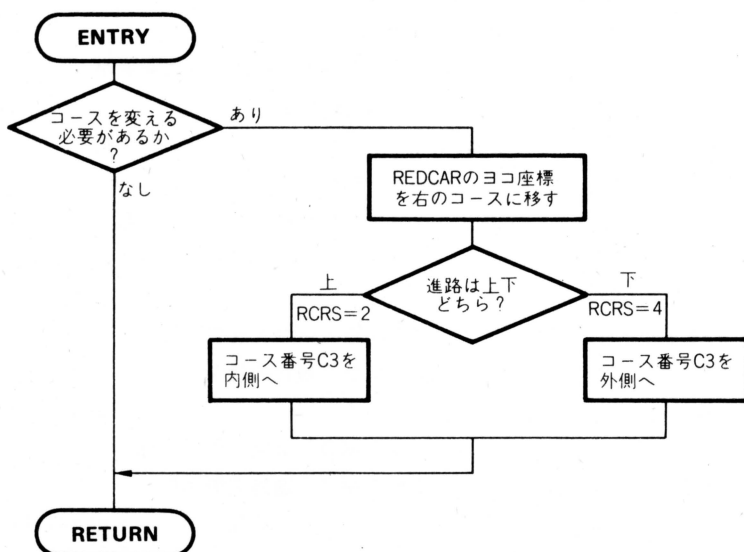 ENTRY
コースを変える
必要があるか
?
あり
なし
REDCARのヨコ座標
を右のコースに移す
進路は上下
どちら?
上
RCRS=2
下
RCRS=4
コース番号C3を
内側へ
コース番号C3を
外側へ
RETURN